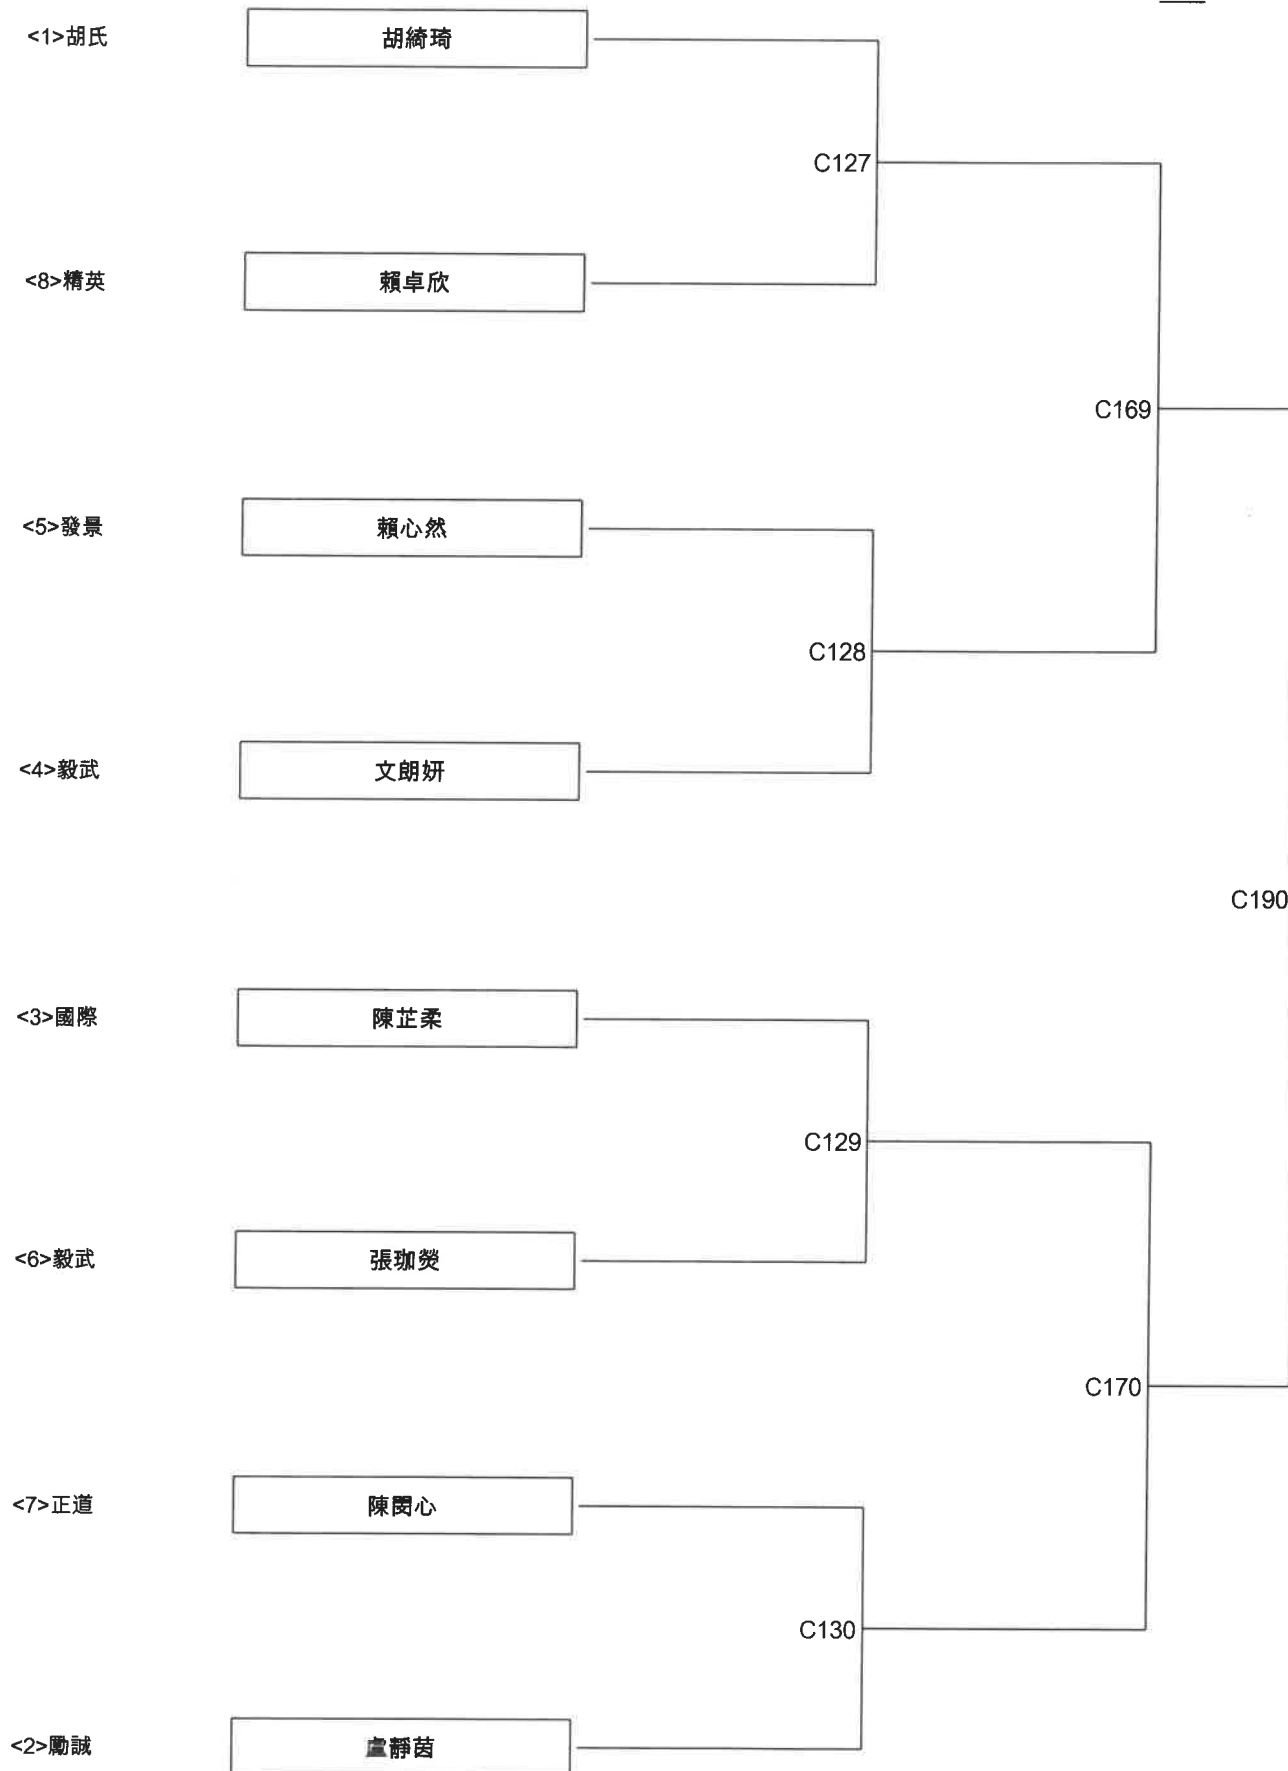 <1>胡氏 胡綺琦
C127
<8>精英 賴卓欣
C169
<5>發景 賴心然
C128
<4>毅武 文朗妍
C190
<3>國際 陳芷柔
C129
<6>毅武 張珈熒
C170
<7>正道 陳閔心
C130
<2>勵誠 盧靜茵